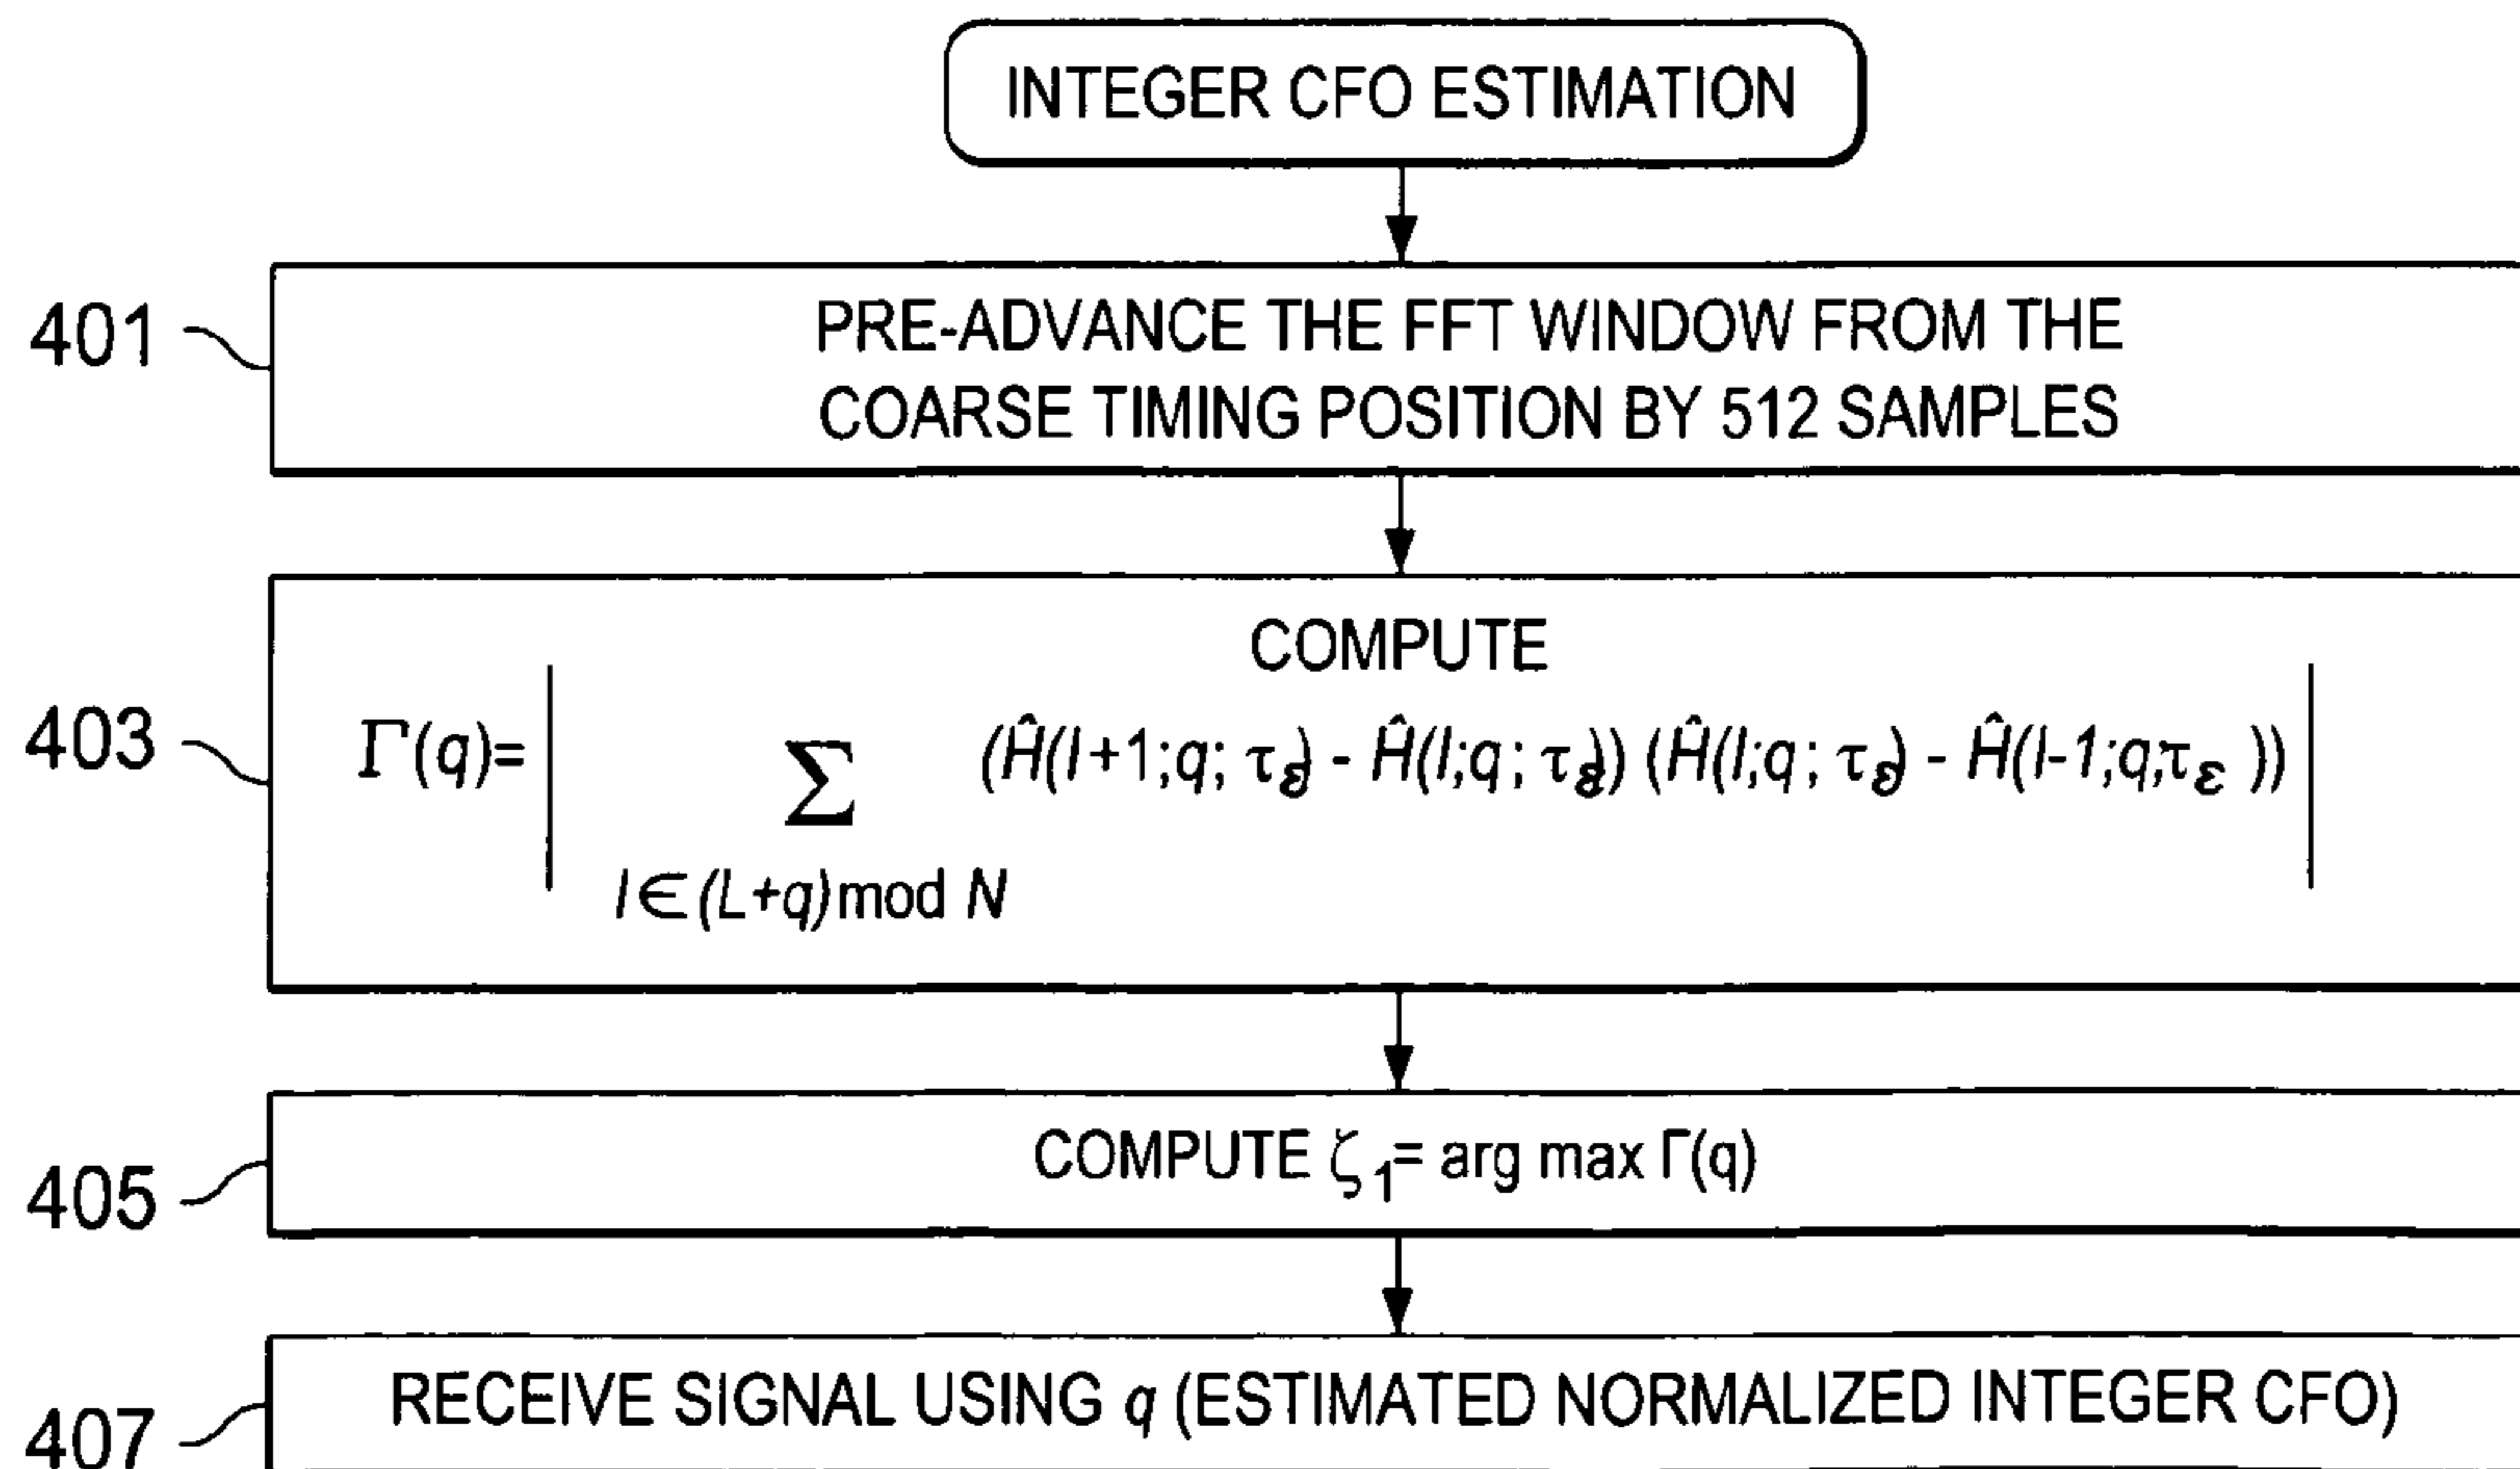 INTEGER CFO ESTIMATION
401
PRE-ADVANCE THE FFT WINDOW FROM THE
COARSE TIMING POSITION BY 512 SAMPLES
403
COMPUTE
Γ(q)= | Σ (Ĥ(l+1;q; τε) - Ĥ(l;q; τε)) (Ĥ(l;q; τε) - Ĥ(l-1;q;τε )) |
l∈(L+q)mod N
405
COMPUTE ζ1= arg max Γ(q)
407
RECEIVE SIGNAL USING q (ESTIMATED NORMALIZED INTEGER CFO)